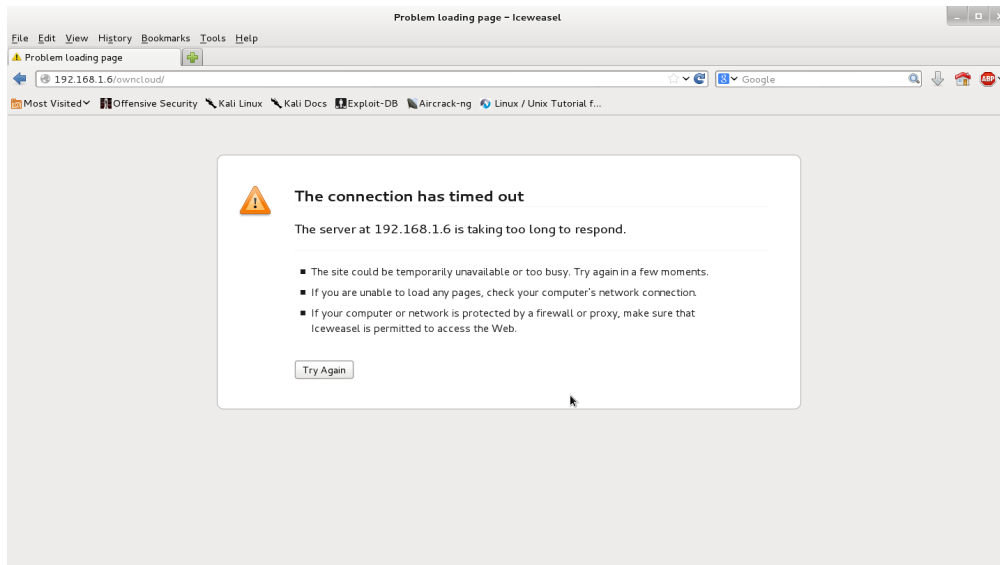 Problem loading page - Iceweasel
File Edit View History Bookmarks Tools Help
Problem loading page
192.168.1.6/owncloud/ Google ABP
Most Visited Offensive Security Kali Linux Kali Docs Exploit-DB Aircrack-ng Linux / Unix Tutorial f...
The connection has timed out
The server at 192.168.1.6 is taking too long to respond.
The site could be temporarily unavailable or too busy. Try again in a few moments.
If you are unable to load any pages, check your computer's network connection.
If your computer or network is protected by a firewall or proxy, make sure that
Iceweasel is permitted to access the Web.
Try Again